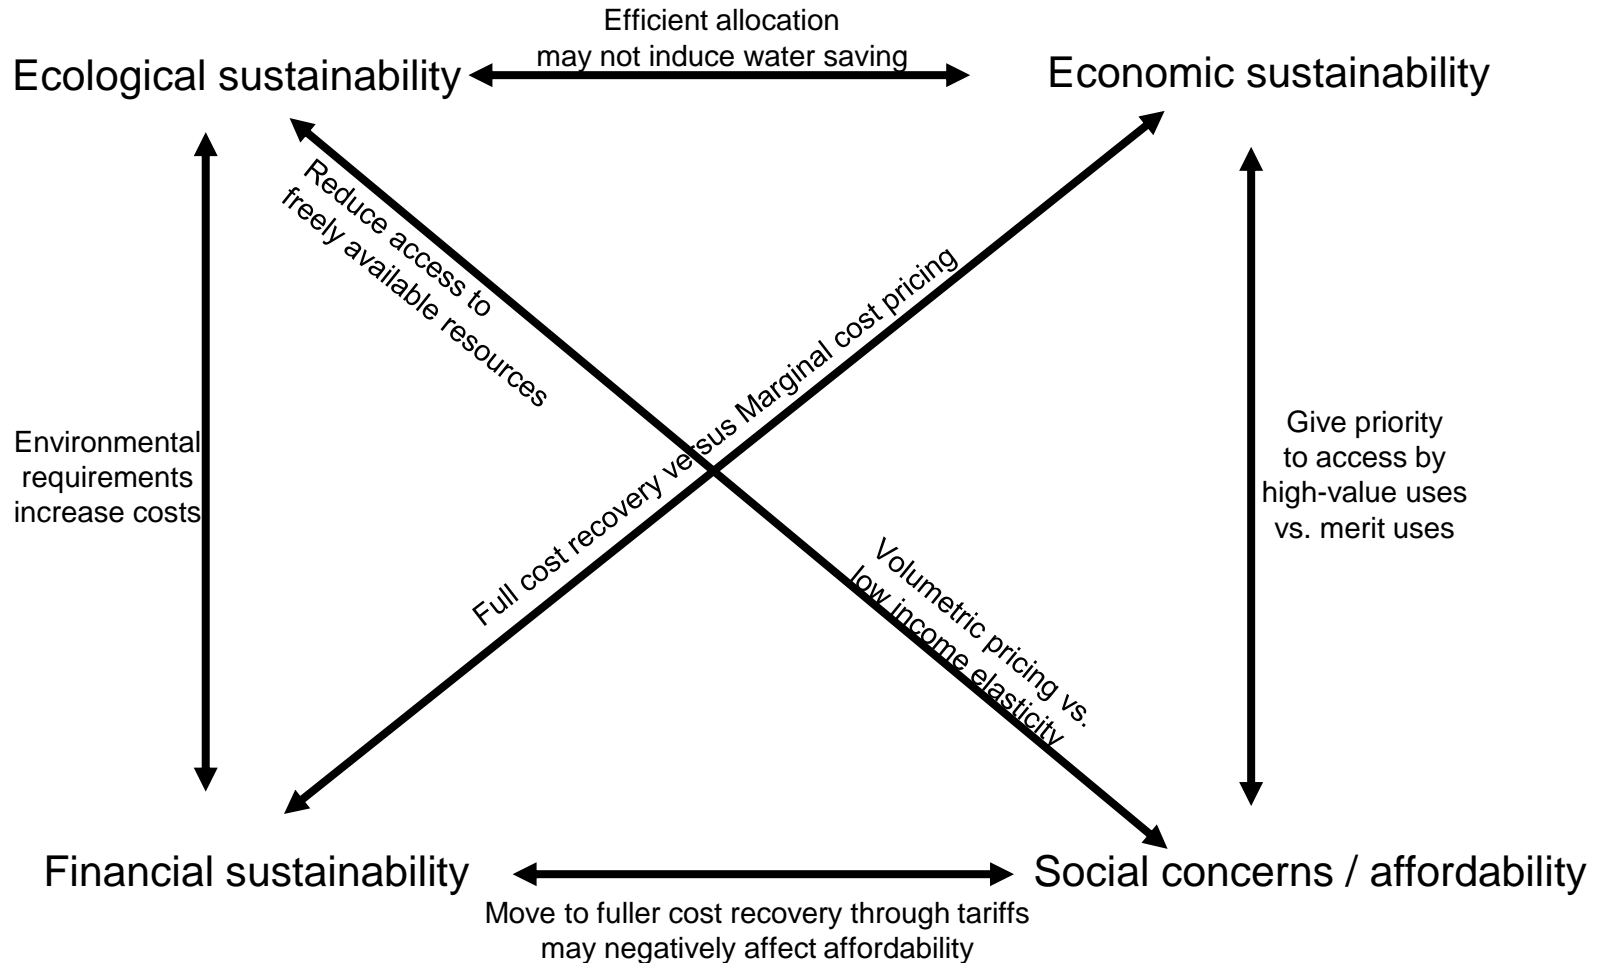 Efficient allocation
may not induce water saving
Ecological sustainability
Economic sustainability
Reduce access to
freely available resources
Full cost recovery versus Marginal cost pricing
Environmental
requirements
increase costs
Give priority
to access by
high-value uses
vs. merit uses
Volumetric pricing vs.
low income elasticity
Financial sustainability
Social concerns / affordability
Move to fuller cost recovery through tariffs
may negatively affect affordability